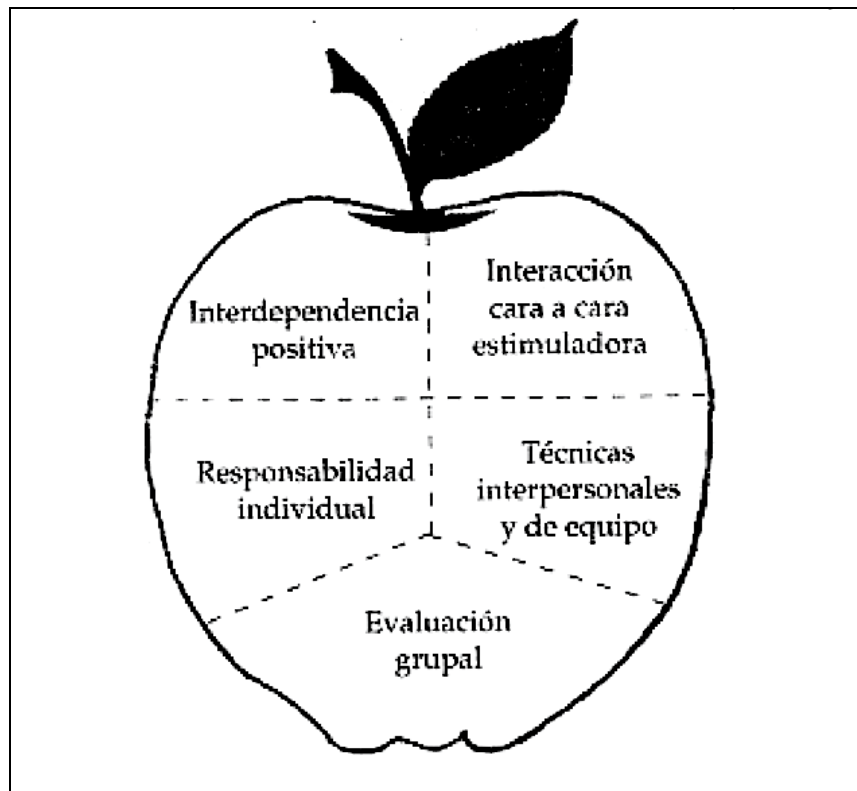 Interdependencia
positiva
Interacción
cara a cara
estimuladora
Responsabilidad
individual
Técnicas
interpersonales
y de equipo
Evaluación
grupal